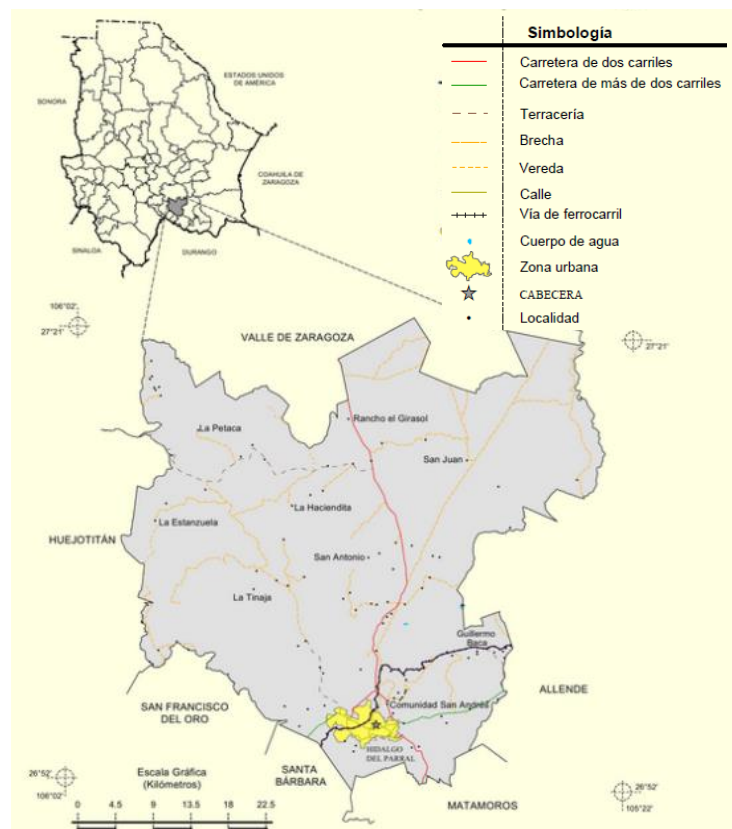 Simbología
Carretera de dos carriles
Carretera de más de dos carriles
Terracería
Brecha
Vereda
Calle
Vía de ferrocarril
Cuerpo de agua
Zona urbana
CABECERA
Localidad
ESTADOS UNIDOS
DE AMÉRICA
SONORA
COAHUILA DE
ZARAGOZA
SINALOA
DURANGO
106°02'
27°21'
VALLE DE ZARAGOZA
27°21'
Rancho el Girasol
La Petaca
San Juan
La Haciendita
La Estanzuela
HUEJOTITÁN
San Antonio
La Tinaja
Guillermo
Baca
ALLENDE
SAN FRANCISCO
DEL ORO
Comunidad San Andrés
HIDALGO
DEL PARRAL
SANTA
BÁRBARA
MATAMOROS
26°52'
106°02'
Escala Gráfica
(Kilómetros)
0 4.5 9 13.5 18 22.5
26°52'
105°22'